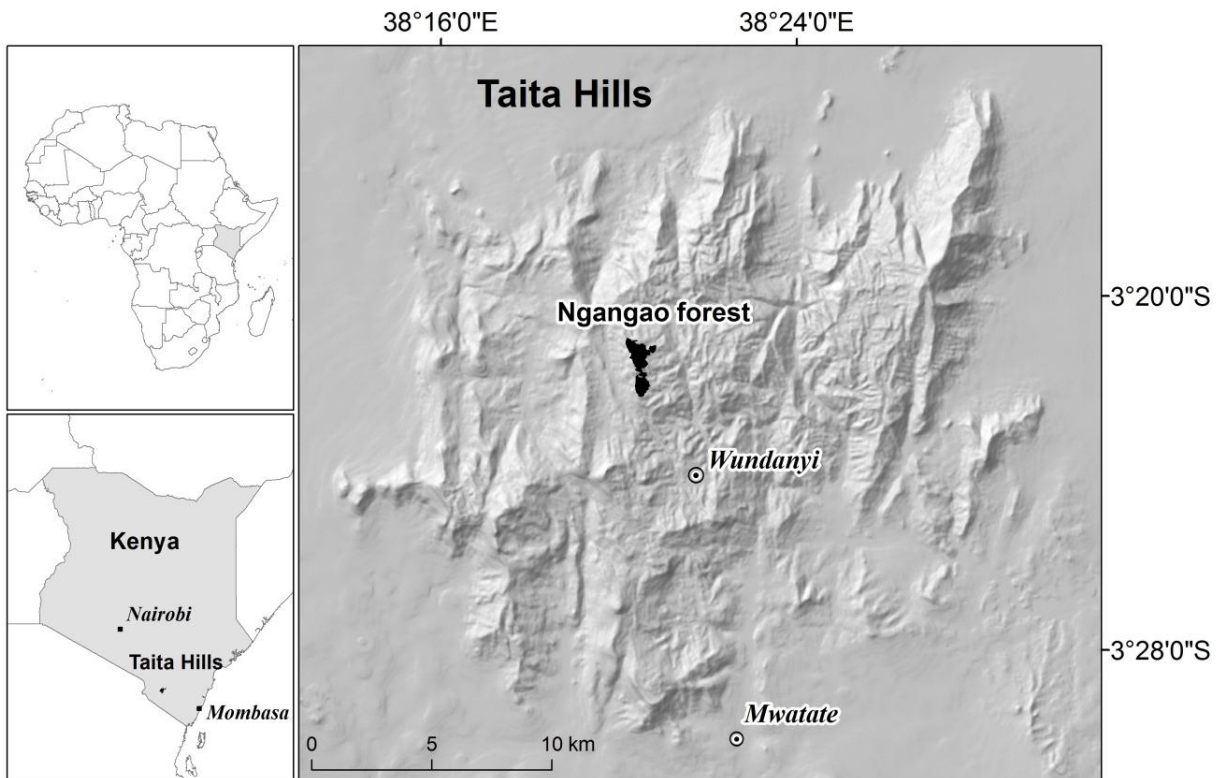 38°16'0"E
38°24'0"E
Taita Hills
3°20'0"S
Ngangao forest
Wundanyi
Kenya
Nairobi
Taita Hills
Mombasa
3°28'0"S
Mwatate
0 5 10 km